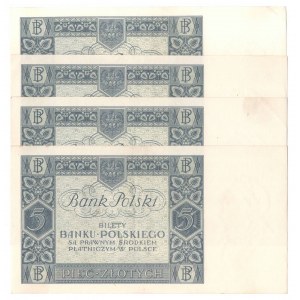 Bank Polski
5 BILETY 5
BANKU POLSKIEGO
SĄ PRAWNYM ŚRODKIEM
PŁATNICZYM W POLSCE
PIĘĆ ZŁOTYCH